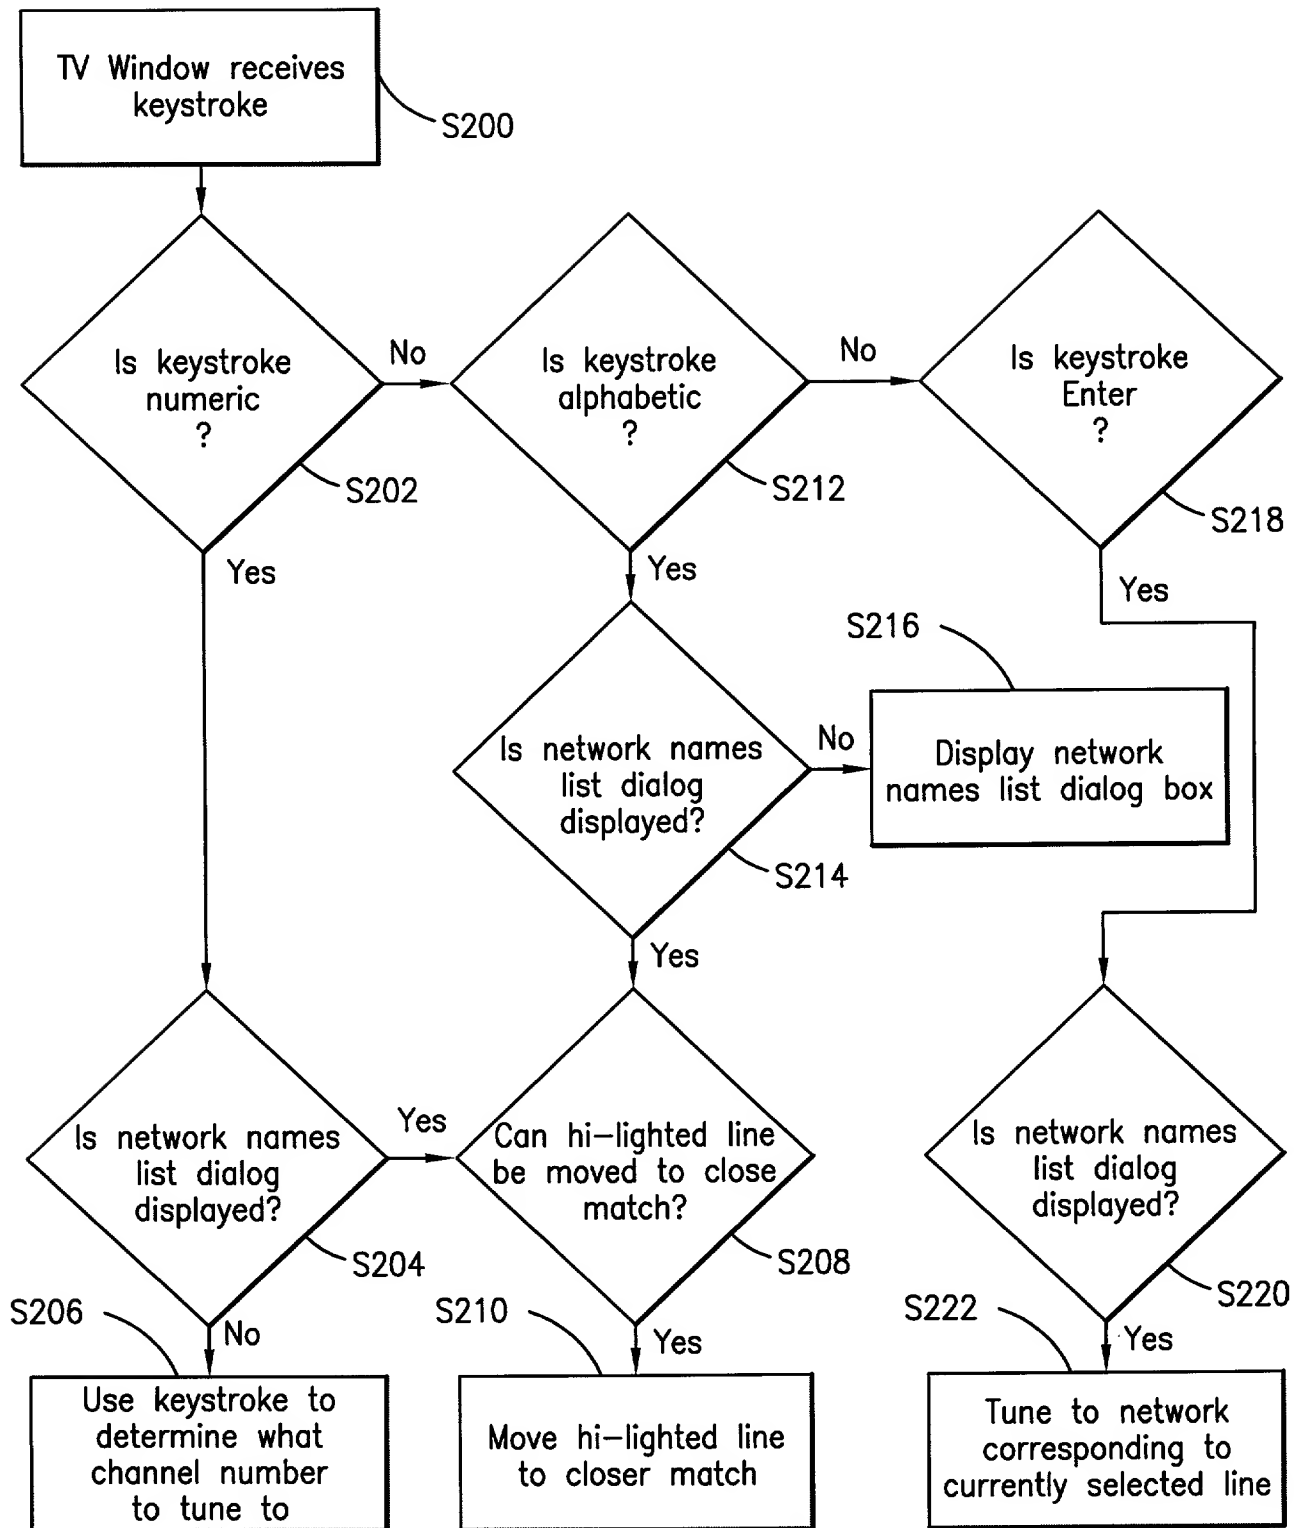 TV Window receives
keystroke
S200
Is keystroke
numeric
?
S202
No
Yes
Is keystroke
alphabetic
?
S212
No
Yes
Is keystroke
Enter
?
S218
Yes
S216
Display network
names list dialog box
Is network names
list dialog
displayed?
S214
No
Yes
Is network names
list dialog
displayed?
S204
Yes
No
Can hi-lighted line
be moved to close
match?
S208
Yes
Is network names
list dialog
displayed?
S220
Yes
S206
Use keystroke to
determine what
channel number
to tune to
S210
Move hi-lighted line
to closer match
S222
Tune to network
corresponding to
currently selected line